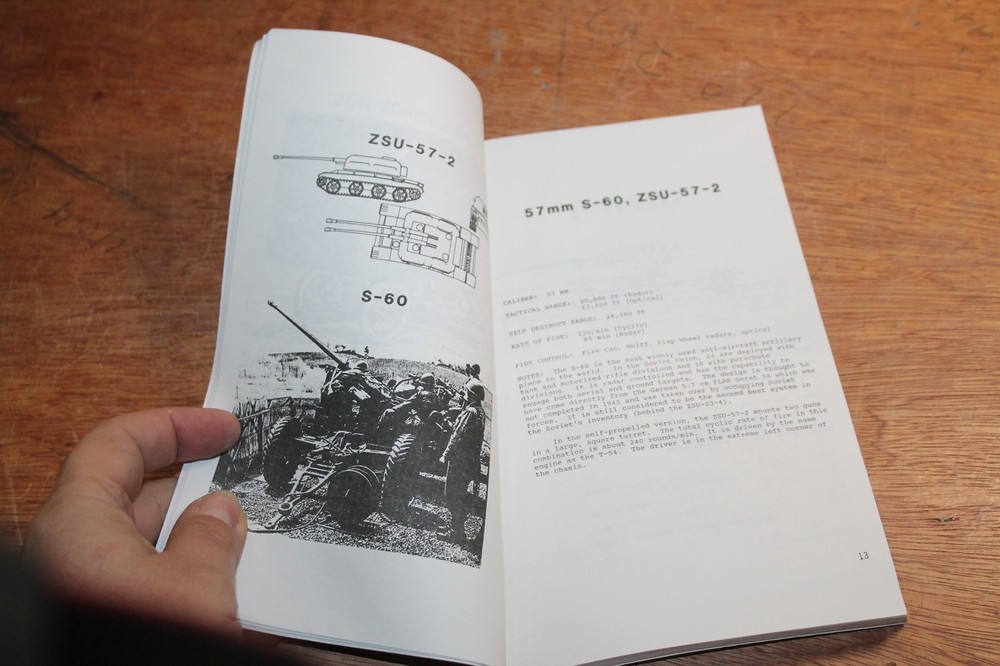 ZSU-57-2
S-60
57mm S-60, ZSU-57-2
CALIBER: 57 mm
TACTICAL RANGE: 20,000 ft (Radar)
13,200 ft (Optical)
SELF DESTRUCT RANGE: 24,300 ft
RATE OF FIRE: 120/min (Cyclic)
85 min (Radar)
FIRE CONTROL: Fire Can, Whiff, Flap Wheel radars, optical
NOTES: The S-60 is the most widely used anti-aircraft artillery
piece in the world. In the Soviet Union, is are deployed with
tank and motorized rifle divisions and is with parachute
divisions. It is radar controlled and has the capability to
engage both aerial and ground targets. The design is thought to
have come directly from the German 5.7 cm FLAK Gerat 58 which was
not completed in 1945 and was taken over by occupying Soviet
forces. It is still considered to be the second best system in
the Soviet's inventory (behind the ZSU-23-4).
In the self-propelled version, the ZSU-57-2 mounts two guns
in a large, square turret. The total cyclic rate of fire in this
combination is about 240 rounds/min. It is driven by the same
engine as the T-54. The driver is in the extreme left corner of
the chasis.
13